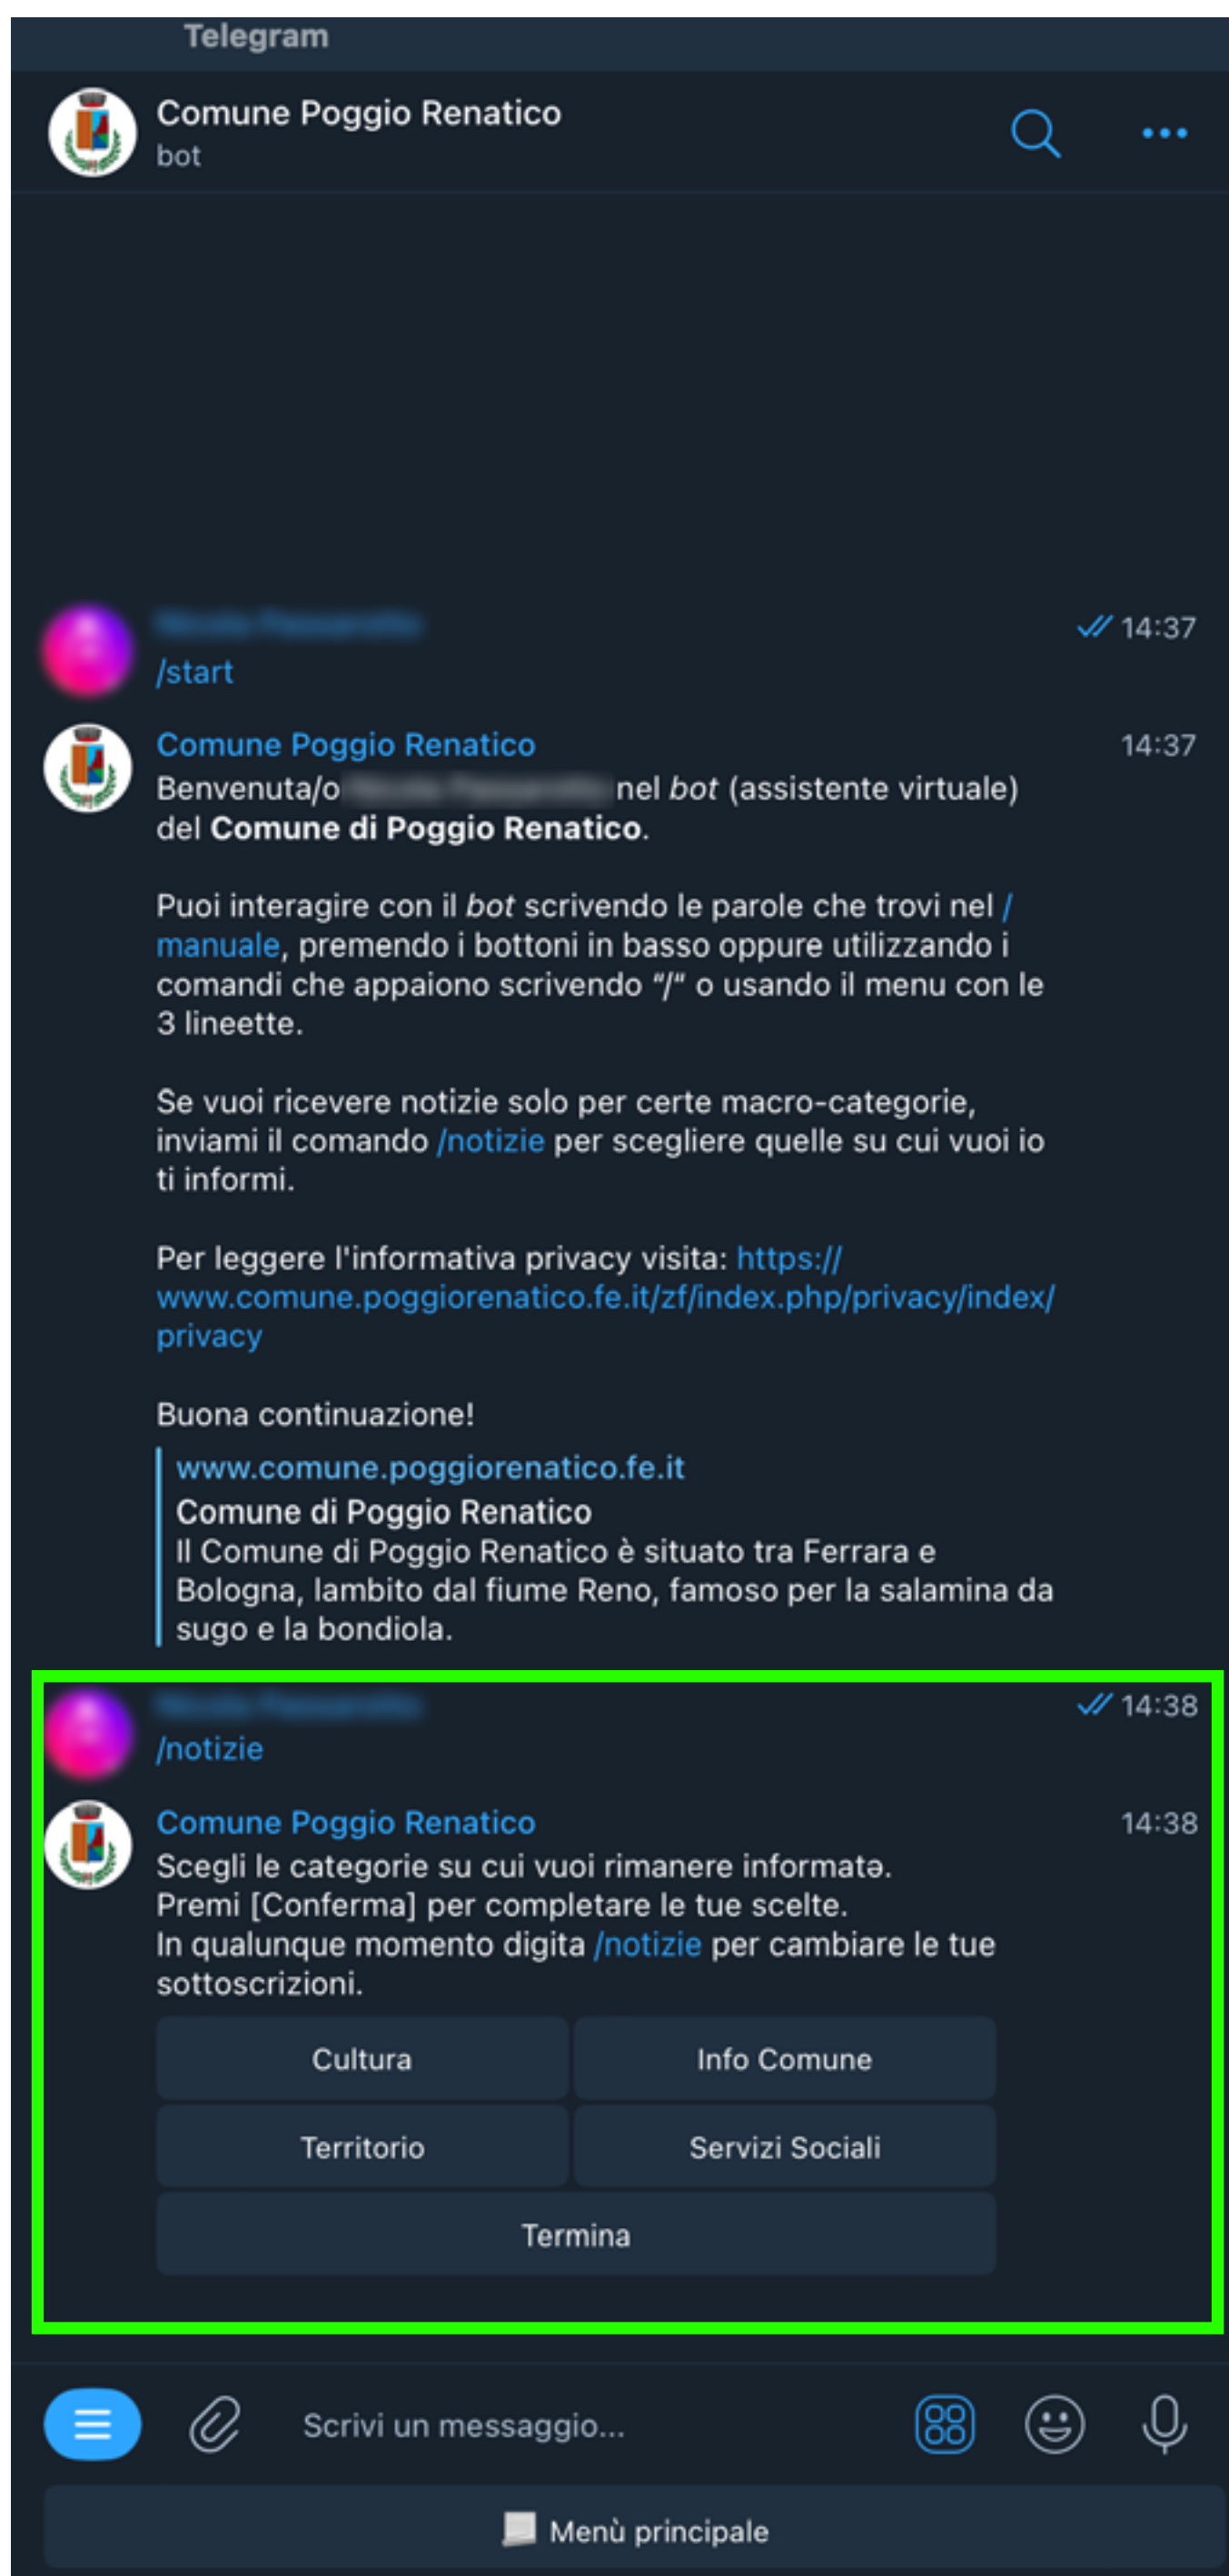 Telegram
Comune Poggio Renatico
bot
14:37
/start
Comune Poggio Renatico 14:37
Benvenuta/o nel bot (assistente virtuale)
del Comune di Poggio Renatico.
Puoi interagire con il bot scrivendo le parole che trovi nel /
manuale, premendo i bottoni in basso oppure utilizzando i
comandi che appaiono scrivendo "/" o usando il menu con le
3 lineette.
Se vuoi ricevere notizie solo per certe macro-categorie,
inviami il comando /notizie per scegliere quelle su cui vuoi io
ti informi.
Per leggere l'informativa privacy visita: https://
www.comune.poggiorenatico.fe.it/zf/index.php/privacy/index/
privacy
Buona continuazione!
www.comune.poggiorenatico.fe.it
Comune di Poggio Renatico
Il Comune di Poggio Renatico è situato tra Ferrara e
Bologna, lambito dal fiume Reno, famoso per la salamina da
sugo e la bondiola.
14:38
/notizie
Comune Poggio Renatico 14:38
Scegli le categorie su cui vuoi rimanere informatə.
Premi [Conferma] per completare le tue scelte.
In qualunque momento digita /notizie per cambiare le tue
sottoscrizioni.
Cultura Info Comune
Territorio Servizi Sociali
Termina
Scrivi un messaggio...
Menù principale